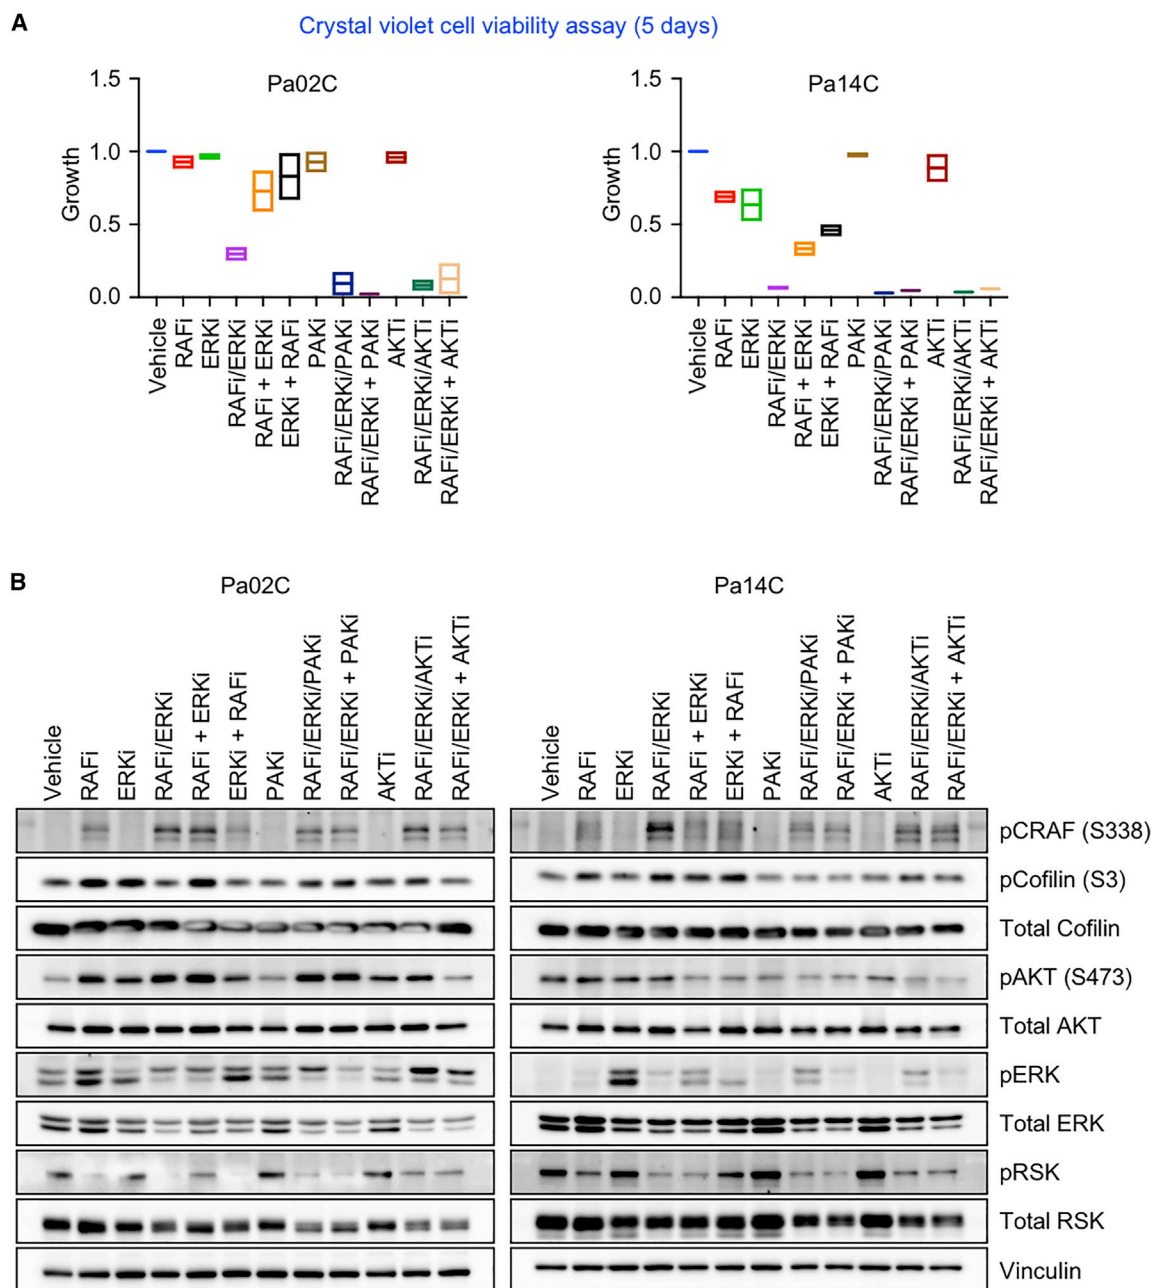 A
Crystal violet cell viability assay (5 days)
Pa02C
Growth
1.5
1.0
0.5
0.0
Vehicle
RAFi
ERKi
RAFi/ERKi
RAFi + ERKi
ERKi + RAFi
PAKi
RAFi/ERKi/PAKi
RAFi/ERKi + PAKi
AKTi
RAFi/ERKi/AKTi
RAFi/ERKi + AKTi
Pa14C
Growth
1.5
1.0
0.5
0.0
Vehicle
RAFi
ERKi
RAFi/ERKi
RAFi + ERKi
ERKi + RAFi
PAKi
RAFi/ERKi/PAKi
RAFi/ERKi + PAKi
AKTi
RAFi/ERKi/AKTi
RAFi/ERKi + AKTi
B
Pa02C
Vehicle
RAFi
ERKi
RAFi/ERKi
RAFi + ERKi
ERKi + RAFi
PAKi
RAFi/ERKi/PAKi
RAFi/ERKi + PAKi
AKTi
RAFi/ERKi/AKTi
RAFi/ERKi + AKTi
Pa14C
Vehicle
RAFi
ERKi
RAFi/ERKi
RAFi + ERKi
ERKi + RAFi
PAKi
RAFi/ERKi/PAKi
RAFi/ERKi + PAKi
AKTi
RAFi/ERKi/AKTi
RAFi/ERKi + AKTi
pCRAF (S338)
pCofilin (S3)
Total Cofilin
pAKT (S473)
Total AKT
pERK
Total ERK
pRSK
Total RSK
Vinculin